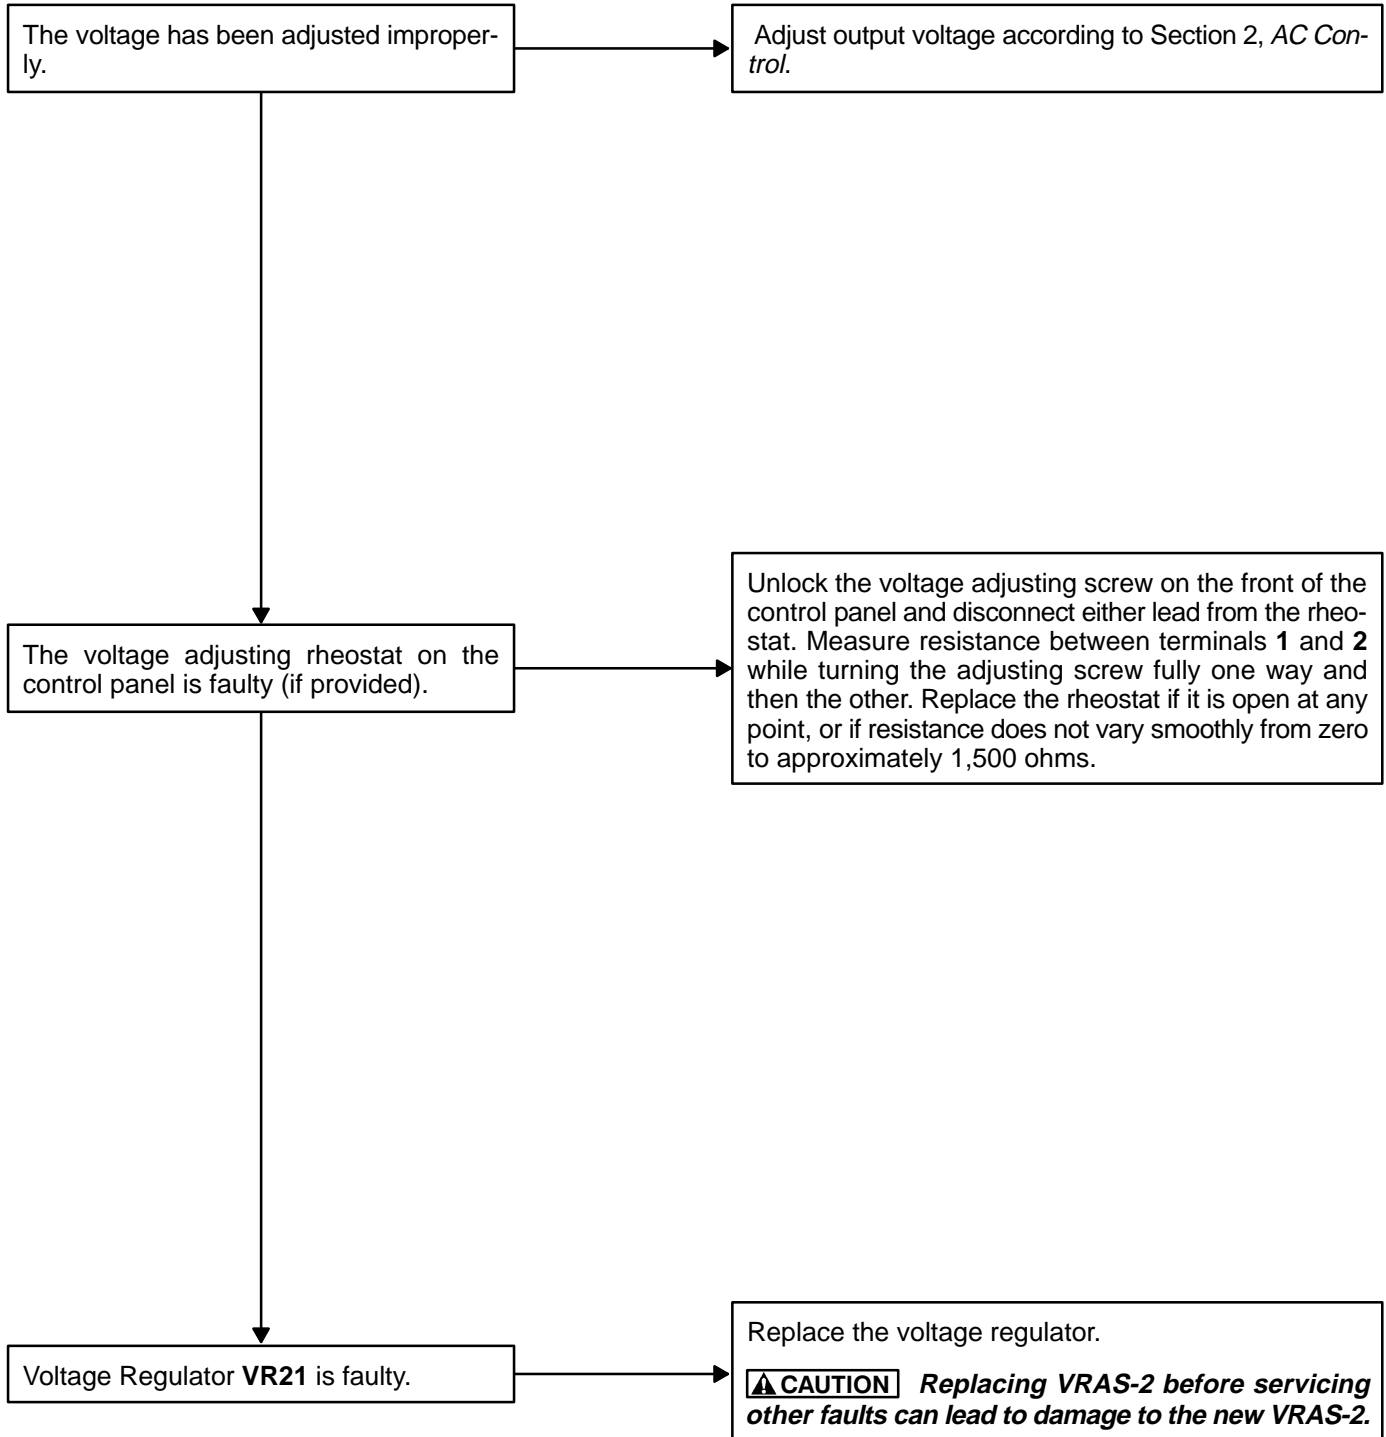 The voltage has been adjusted improper-
ly.
Adjust output voltage according to Section 2, AC Con-
trol.
The voltage adjusting rheostat on the
control panel is faulty (if provided).
Unlock the voltage adjusting screw on the front of the
control panel and disconnect either lead from the rheo-
stat. Measure resistance between terminals 1 and 2
while turning the adjusting screw fully one way and
then the other. Replace the rheostat if it is open at any
point, or if resistance does not vary smoothly from zero
to approximately 1,500 ohms.
Voltage Regulator VR21 is faulty.
Replace the voltage regulator.
CAUTION Replacing VRAS-2 before servicing
other faults can lead to damage to the new VRAS-2.